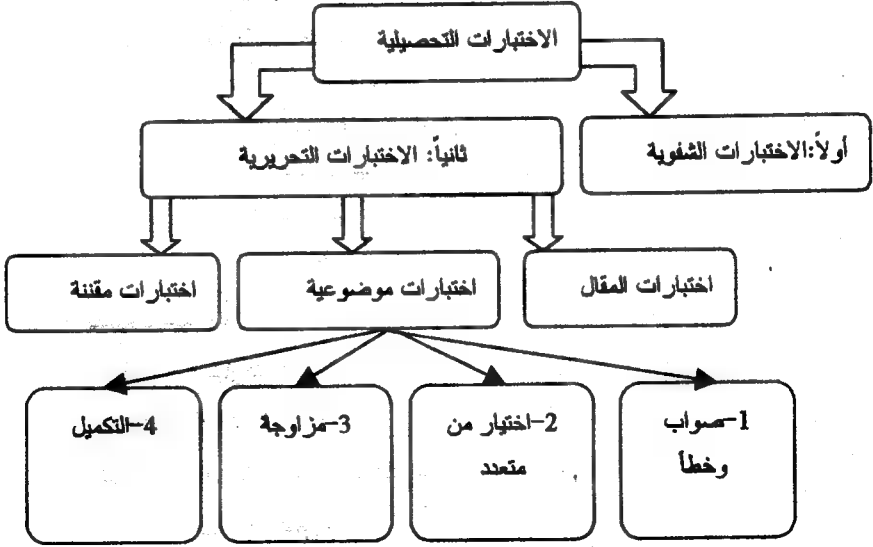 الاختبارات التحصيلية
أولاً:الاختبارات الشفوية
ثانياً: الاختبارات التحريرية
اختبارات المقال
اختبارات موضوعية
اختبارات مقننة
1-صواب
وخطأ
2-اختيار من
متعدد
3-مزاوجة
4-التكميل